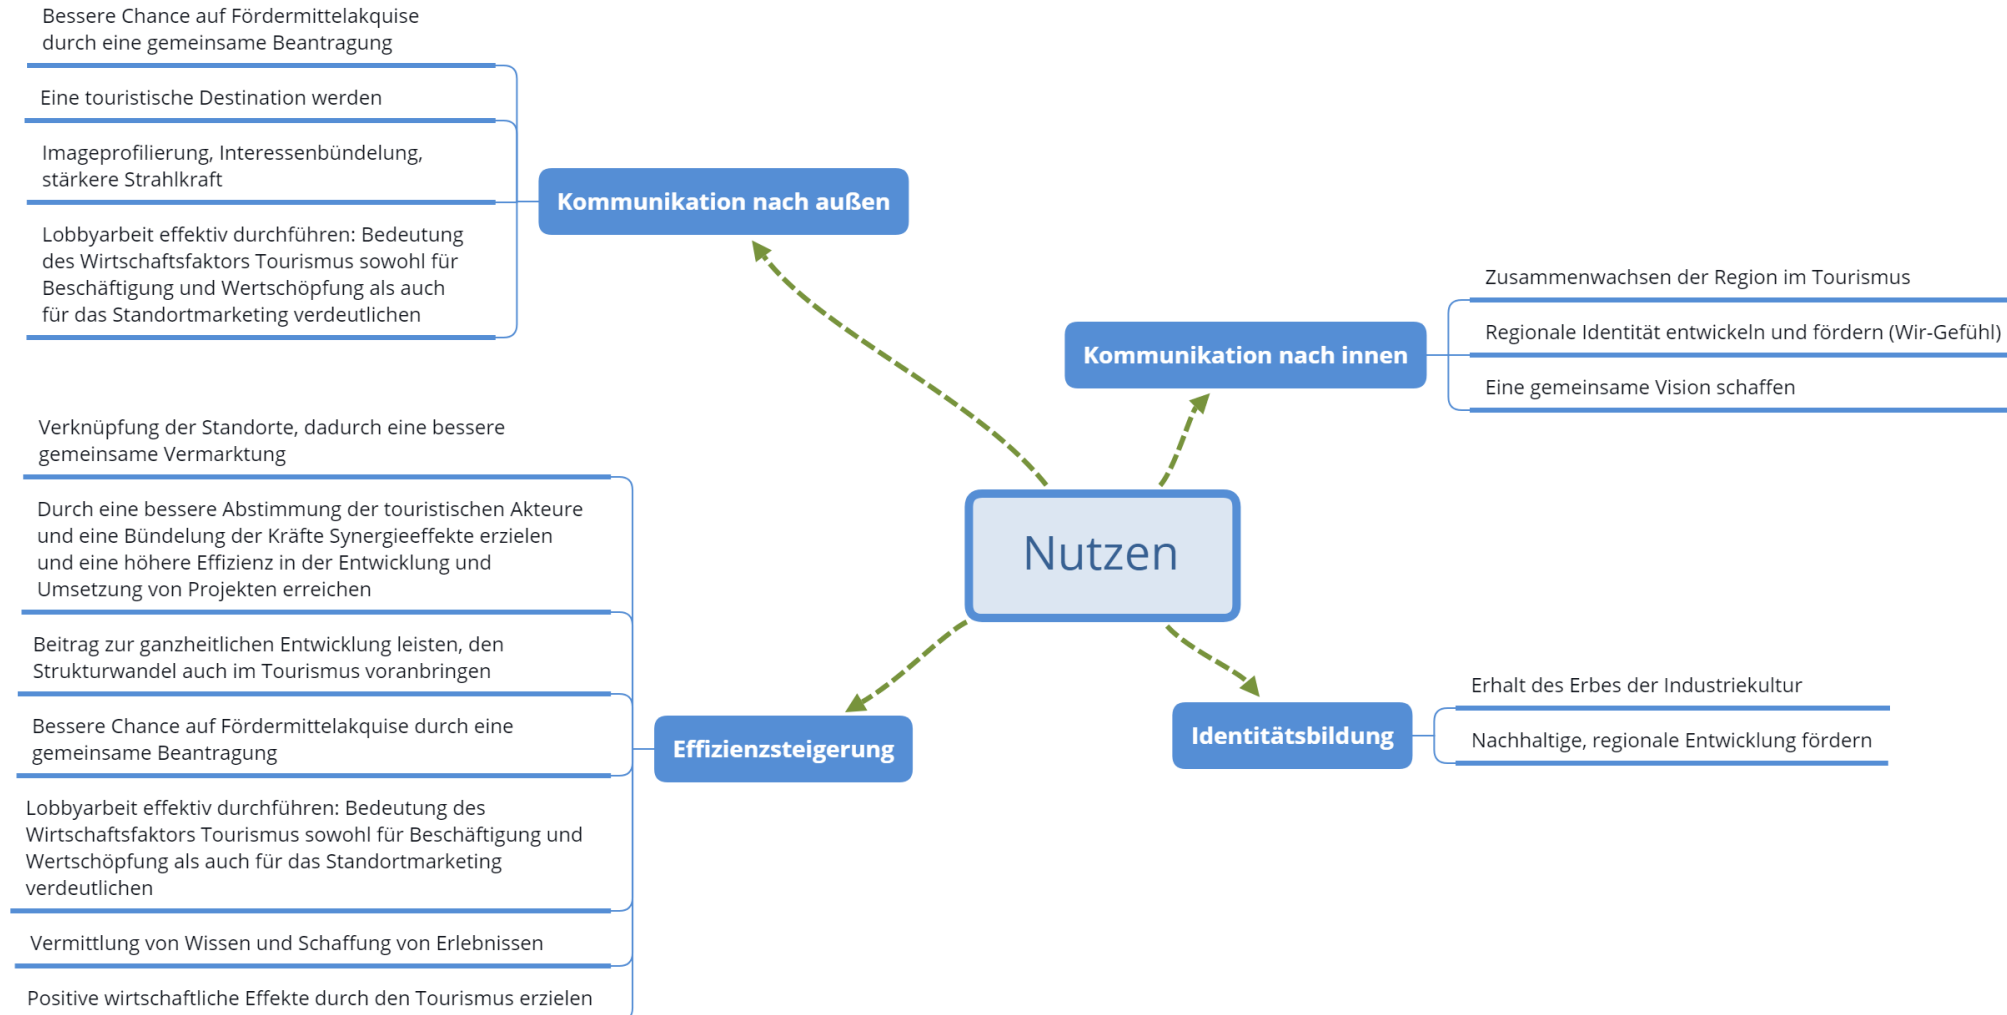 Bessere Chance auf Fördermittelakquise
durch eine gemeinsame Beantragung
Eine touristische Destination werden
Imageprofilierung, Interessenbündelung,
stärkere Strahlkraft
Lobbyarbeit effektiv durchführen: Bedeutung
des Wirtschaftsfaktors Tourismus sowohl für
Beschäftigung und Wertschöpfung als auch
für das Standortmarketing verdeutlichen
Kommunikation nach außen
Kommunikation nach innen
Zusammenwachsen der Region im Tourismus
Regionale Identität entwickeln und fördern (Wir-Gefühl)
Eine gemeinsame Vision schaffen
Nutzen
Verknüpfung der Standorte, dadurch eine bessere
gemeinsame Vermarktung
Durch eine bessere Abstimmung der touristischen Akteure
und eine Bündelung der Kräfte Synergieeffekte erzielen
und eine höhere Effizienz in der Entwicklung und
Umsetzung von Projekten erreichen
Beitrag zur ganzheitlichen Entwicklung leisten, den
Strukturwandel auch im Tourismus voranbringen
Bessere Chance auf Fördermittelakquise durch eine
gemeinsame Beantragung
Lobbyarbeit effektiv durchführen: Bedeutung des
Wirtschaftsfaktors Tourismus sowohl für Beschäftigung und
Wertschöpfung als auch für das Standortmarketing
verdeutlichen
Vermittlung von Wissen und Schaffung von Erlebnissen
Positive wirtschaftliche Effekte durch den Tourismus erzielen
Effizienzsteigerung
Identitätsbildung
Erhalt des Erbes der Industriekultur
Nachhaltige, regionale Entwicklung fördern